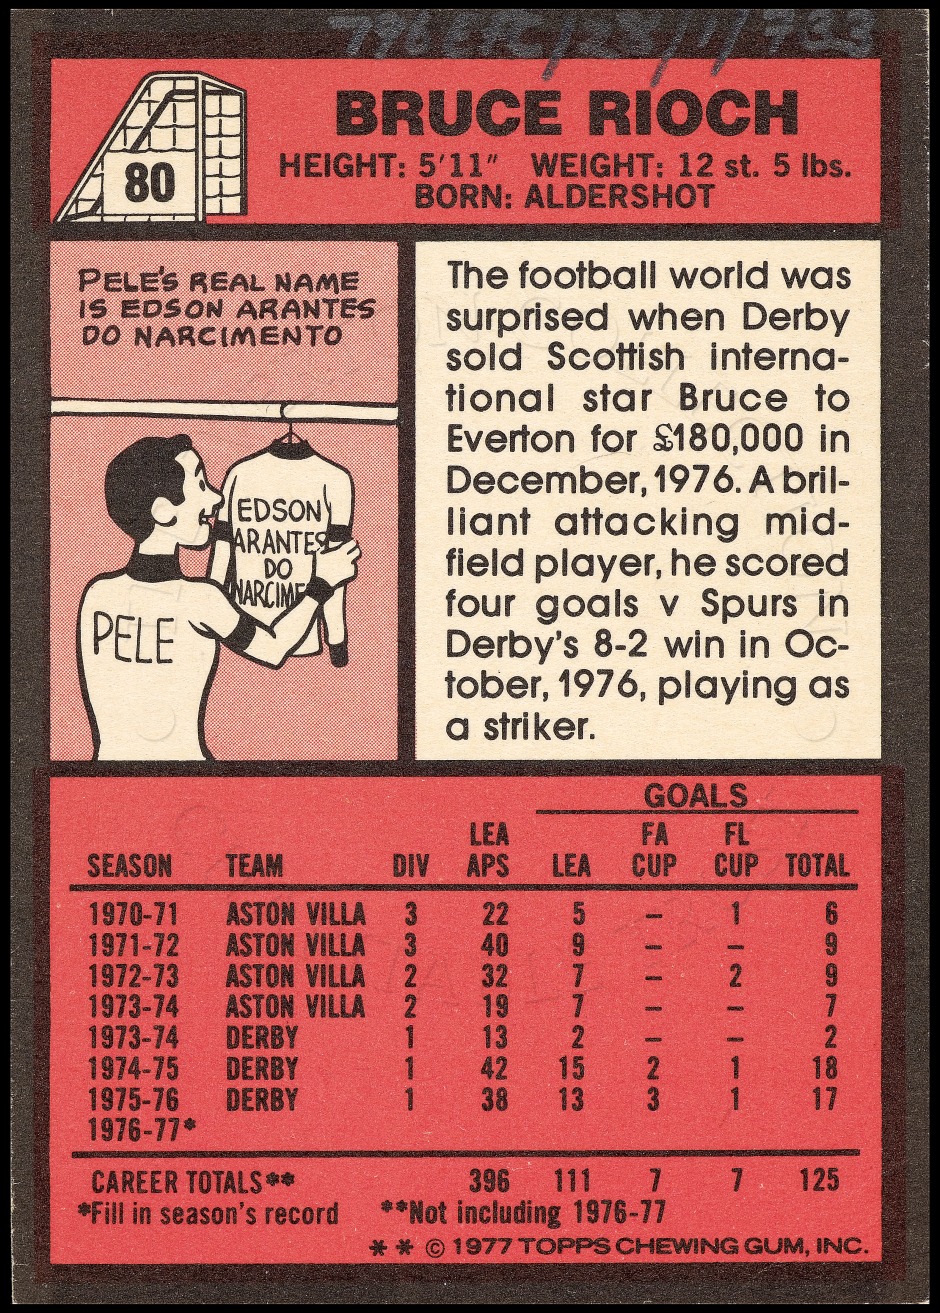 796EFC/28/1/733
80
BRUCE RIOCH
HEIGHT: 5'11" WEIGHT: 12 st. 5 lbs.
BORN: ALDERSHOT
PELE'S REAL NAME
IS EDSON ARANTES
DO NARCIMENTO
EDSON
ARANTES
DO
NARCIME
PELE
The football world was
surprised when Derby
sold Scottish interna-
tional star Bruce to
Everton for £180,000 in
December, 1976. A bril-
liant attacking mid-
field player, he scored
four goals v Spurs in
Derby's 8-2 win in Oc-
tober, 1976, playing as
a striker.
GOALS
LEA FA FL
SEASON TEAM DIV APS LEA CUP CUP TOTAL
1970-71 ASTON VILLA 3 22 5 – 1 6
1971-72 ASTON VILLA 3 40 9 – – 9
1972-73 ASTON VILLA 2 32 7 – 2 9
1973-74 ASTON VILLA 2 19 7 – – 7
1973-74 DERBY 1 13 2 – – 2
1974-75 DERBY 1 42 15 2 1 18
1975-76 DERBY 1 38 13 3 1 17
1976-77*
CAREER TOTALS** 396 111 7 7 125
*Fill in season's record **Not including 1976-77
** © 1977 TOPPS CHEWING GUM, INC.